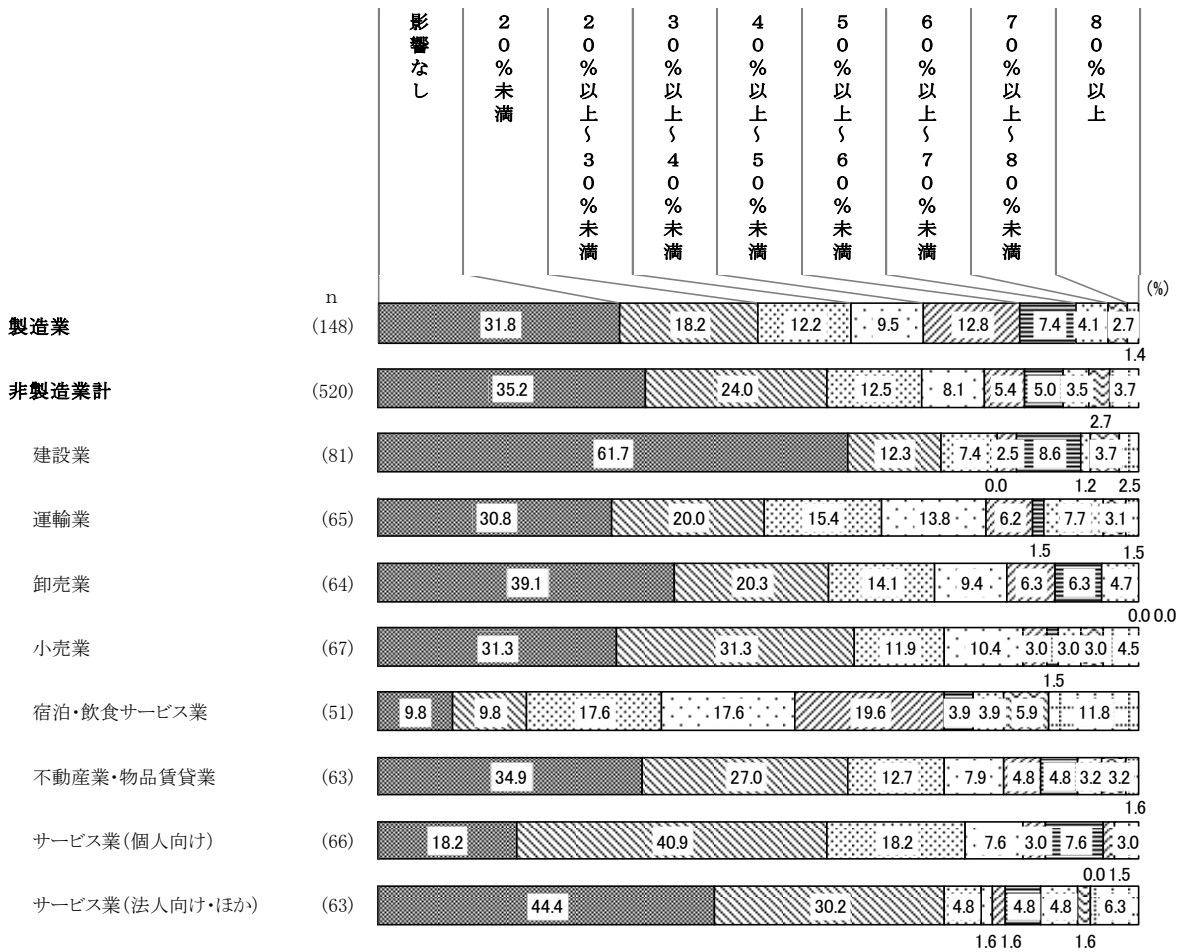 影響なし
20%未満
20%以上~30%未満
30%以上~40%未満
40%以上~50%未満
50%以上~60%未満
60%以上~70%未満
70%以上~80%未満
80%以上
(%)
n
製造業 (148) 31.8 18.2 12.2 9.5 12.8 7.4 4.1 2.7
1.4
非製造業計 (520) 35.2 24.0 12.5 8.1 5.4 5.0 3.5 3.7
2.7
建設業 (81) 61.7 12.3 7.4 2.5 8.6 3.7
0.0 1.2 2.5
運輸業 (65) 30.8 20.0 15.4 13.8 6.2 7.7 3.1
1.5 1.5
卸売業 (64) 39.1 20.3 14.1 9.4 6.3 6.3 4.7
0.0 0.0
小売業 (67) 31.3 31.3 11.9 10.4 3.0 3.0 3.0 4.5
1.5
宿泊・飲食サービス業 (51) 9.8 9.8 17.6 17.6 19.6 3.9 3.9 5.9 11.8
不動産業・物品賃貸業 (63) 34.9 27.0 12.7 7.9 4.8 4.8 3.2 3.2
1.6
サービス業(個人向け) (66) 18.2 40.9 18.2 7.6 3.0 7.6 3.0
0.0 1.5
サービス業(法人向け・ほか) (63) 44.4 30.2 4.8 4.8 4.8 6.3
1.6 1.6 1.6